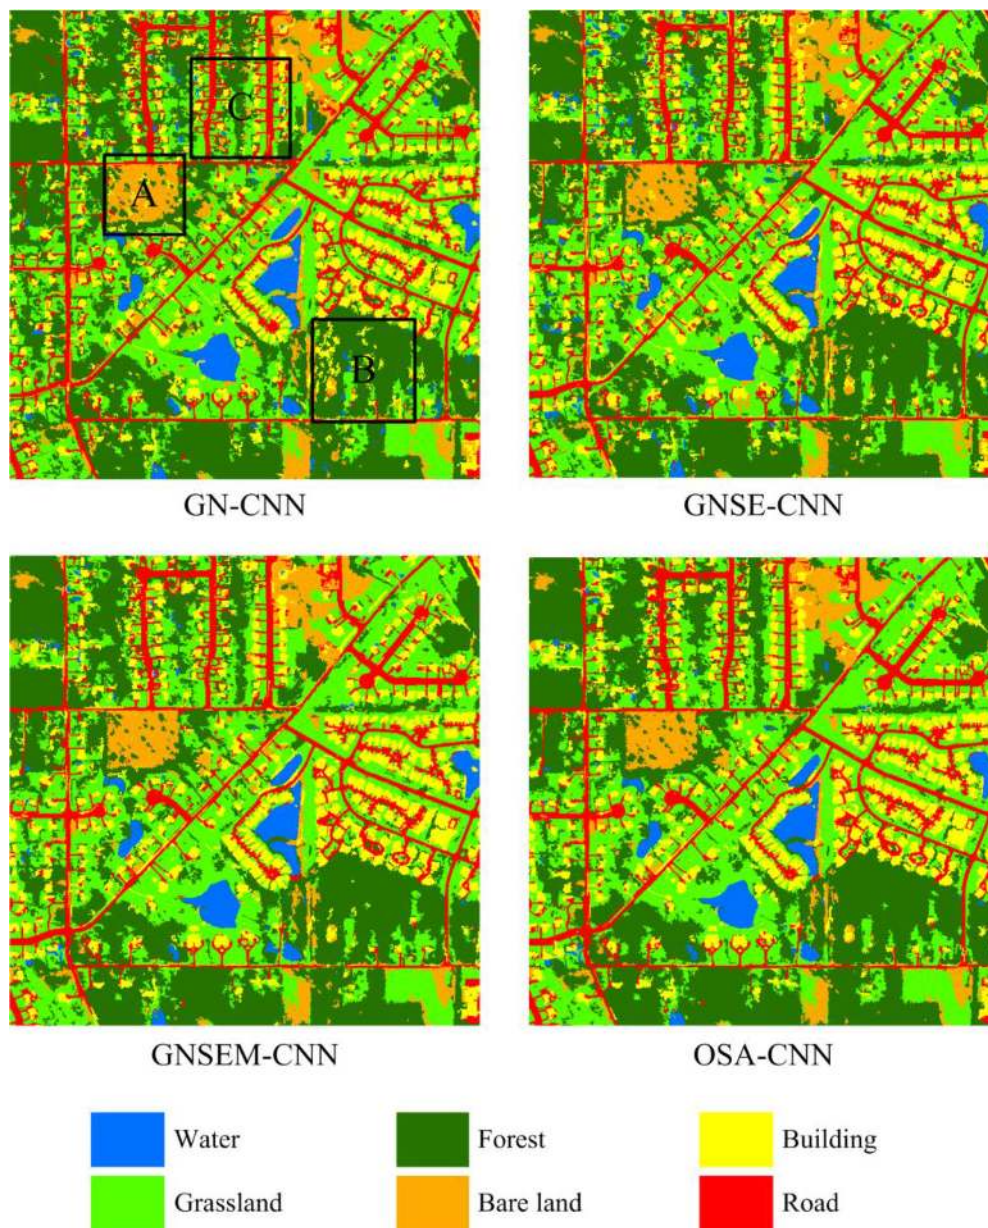 C
A
B
GN-CNN
GNSE-CNN
GNSEM-CNN
OSA-CNN
Water
Forest
Building
Grassland
Bare land
Road